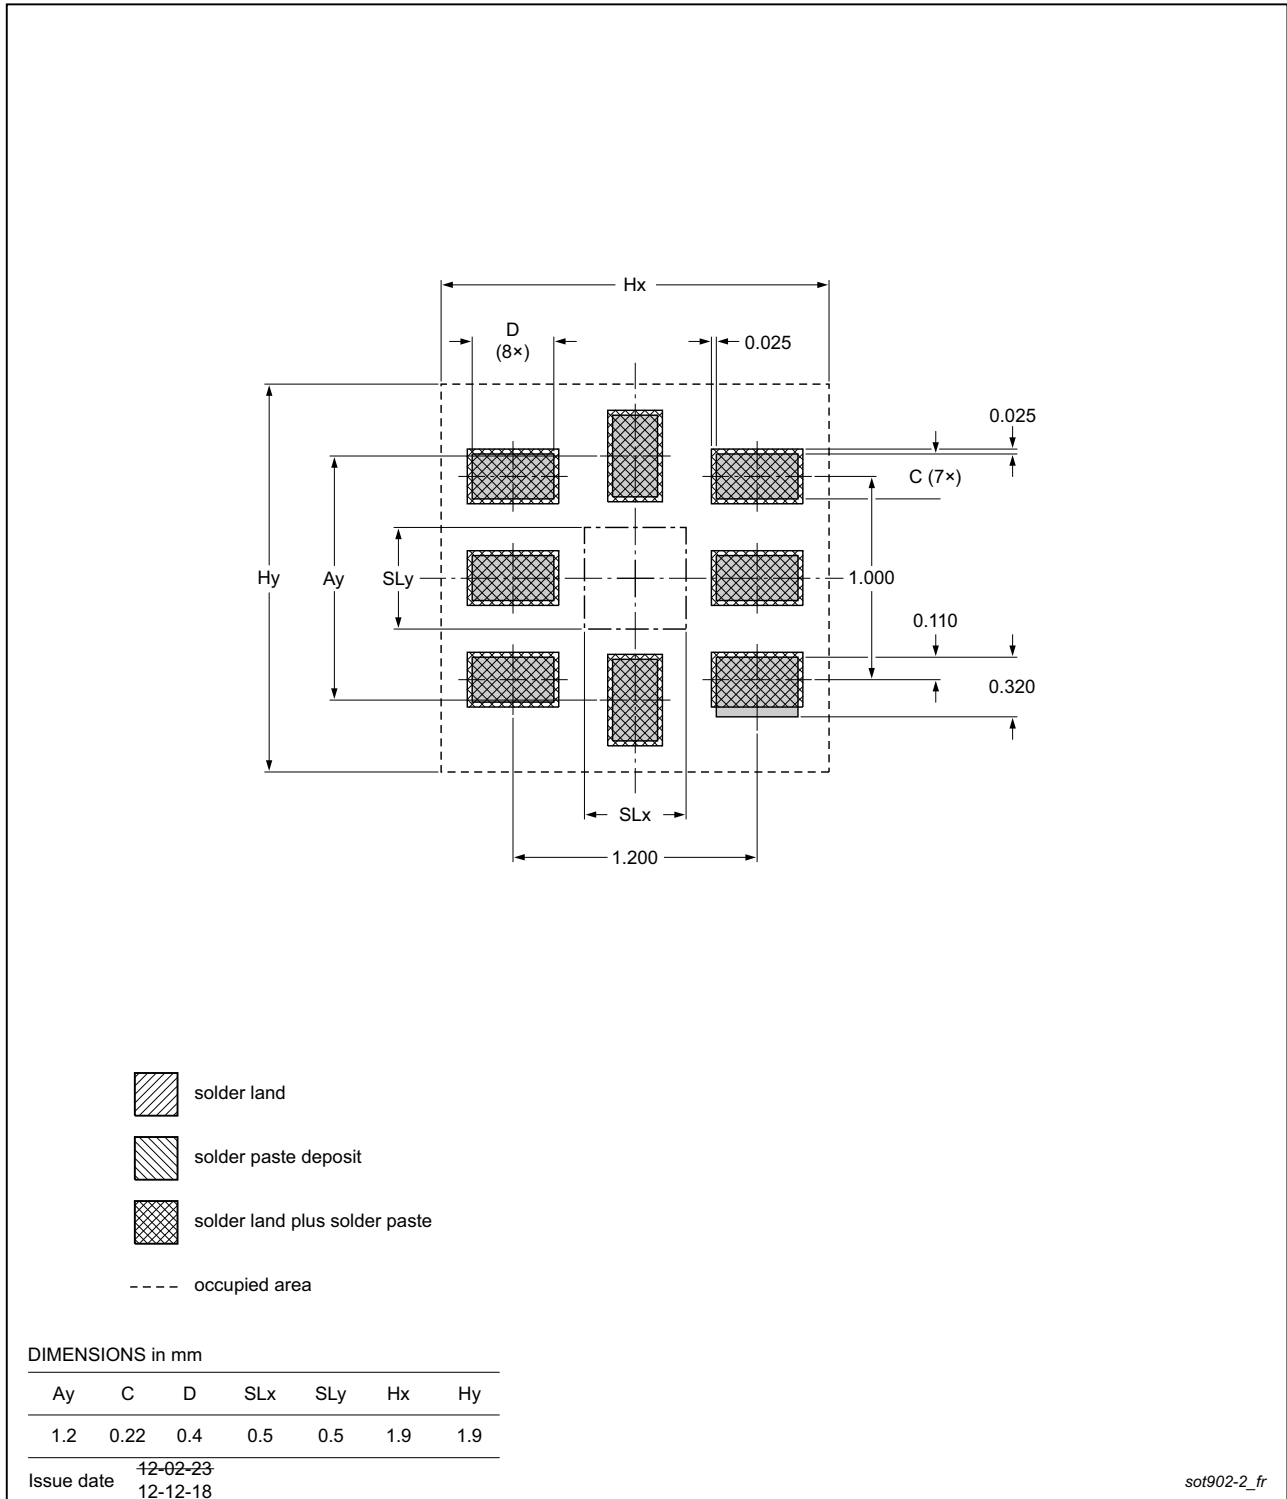 Hx
D
(8×)
0.025
0.025
C (7×)
Hy
Ay
SLy
1.000
0.110
0.320
SLx
1.200
solder land
solder paste deposit
solder land plus solder paste
occupied area
DIMENSIONS in mm
Ay C D SLx SLy Hx Hy
1.2 0.22 0.4 0.5 0.5 1.9 1.9
Issue date 12-02-23
12-12-18
sot902-2_fr